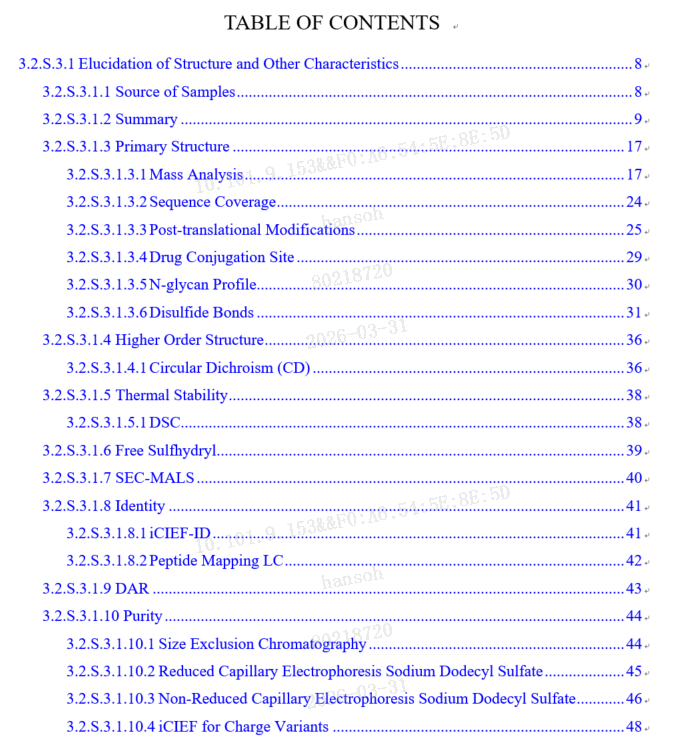 TABLE OF CONTENTS
3.2.S.3.1 Elucidation of Structure and Other Characteristics 8
3.2.S.3.1.1 Source of Samples 8
3.2.S.3.1.2 Summary 9
3.2.S.3.1.3 Primary Structure 17
3.2.S.3.1.3.1 Mass Analysis 17
3.2.S.3.1.3.2 Sequence Coverage 24
3.2.S.3.1.3.3 Post-translational Modifications 25
3.2.S.3.1.3.4 Drug Conjugation Site 29
3.2.S.3.1.3.5 N-glycan Profile 30
3.2.S.3.1.3.6 Disulfide Bonds 31
3.2.S.3.1.4 Higher Order Structure 36
3.2.S.3.1.4.1 Circular Dichroism (CD) 36
3.2.S.3.1.5 Thermal Stability 38
3.2.S.3.1.5.1 DSC 38
3.2.S.3.1.6 Free Sulfhydryl 39
3.2.S.3.1.7 SEC-MALS 40
3.2.S.3.1.8 Identity 41
3.2.S.3.1.8.1 iCIEF-ID 41
3.2.S.3.1.8.2 Peptide Mapping LC 42
3.2.S.3.1.9 DAR 43
3.2.S.3.1.10 Purity 44
3.2.S.3.1.10.1 Size Exclusion Chromatography 44
3.2.S.3.1.10.2 Reduced Capillary Electrophoresis Sodium Dodecyl Sulfate 45
3.2.S.3.1.10.3 Non-Reduced Capillary Electrophoresis Sodium Dodecyl Sulfate 46
3.2.S.3.1.10.4 iCIEF for Charge Variants 48
hansoh
80218720
2026-03-31
hansoh
80218720
2026-03-31